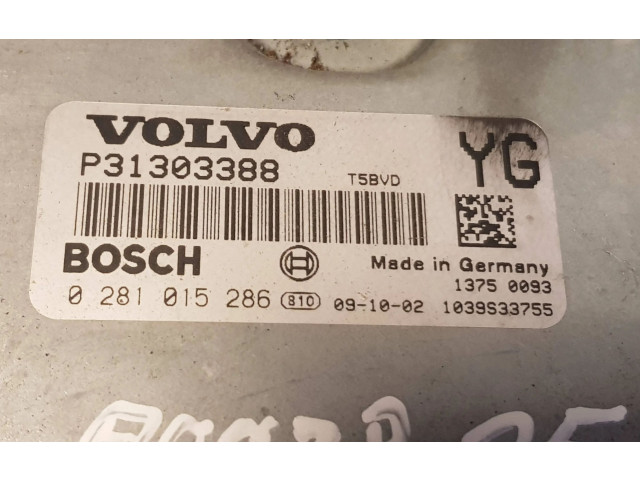 VOLVO
YG
P31303388 T5BVD
BOSCH Made in Germany
1375 0093
0 281 015 286 810 09-10-02 1039S33755